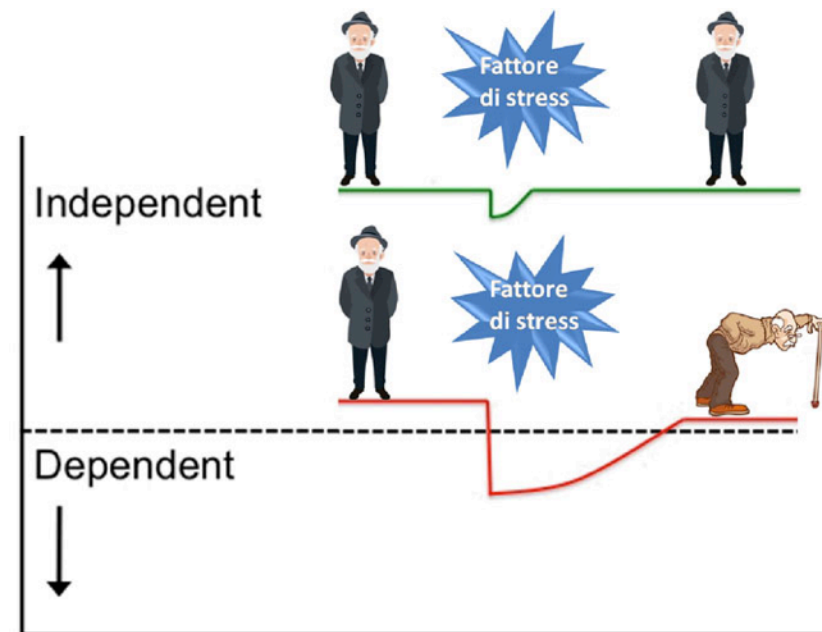 Fattore
di stress
Independent
Fattore
di stress
Dependent